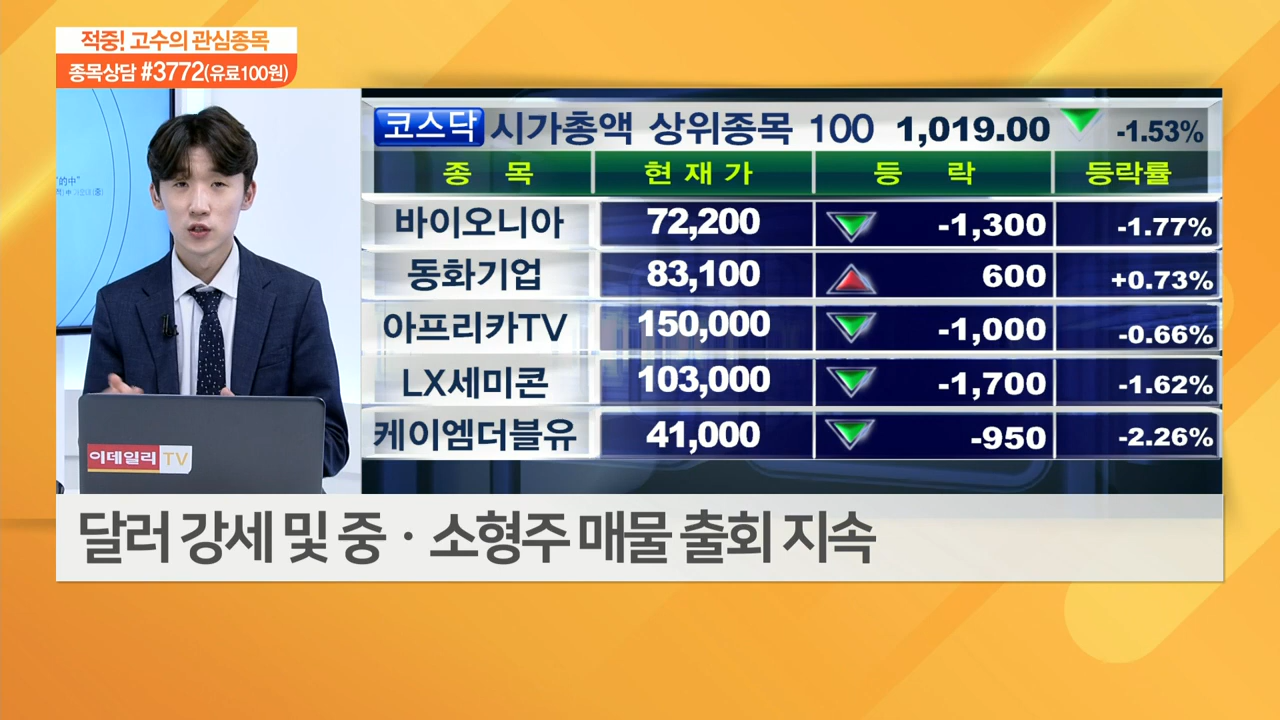 적중! 고수의 관심종목
종목상담 #3772(유료100원)
"的中"
코스닥 시가총액 상위종목 100 1,019.00 -1.53%
종 목 현 재 가 등 락 등락률
바이오니아 72,200 -1,300 -1.77%
동화기업 83,100 600 +0.73%
아프리카TV 150,000 -1,000 -0.66%
LX세미콘 103,000 -1,700 -1.62%
케이엠더블유 41,000 -950 -2.26%
이데일리 TV
달러 강세 및 중·소형주 매물 출회 지속